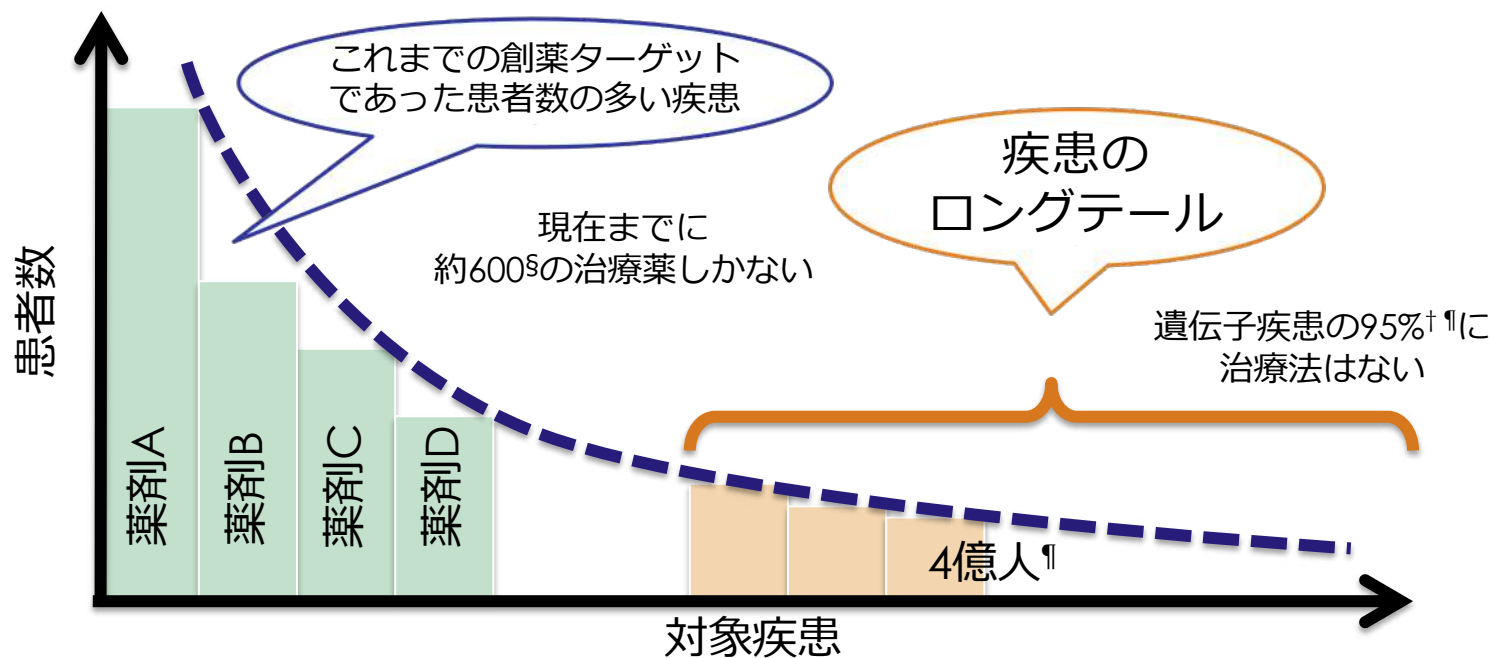 これまでの創薬ターゲット
であった患者数の多い疾患
疾患の
ロングテール
現在までに
約600§の治療薬しかない
遺伝子疾患の95%†¶に
治療法はない
患者数
薬剤A
薬剤B
薬剤C
薬剤D
4億人¶
対象疾患